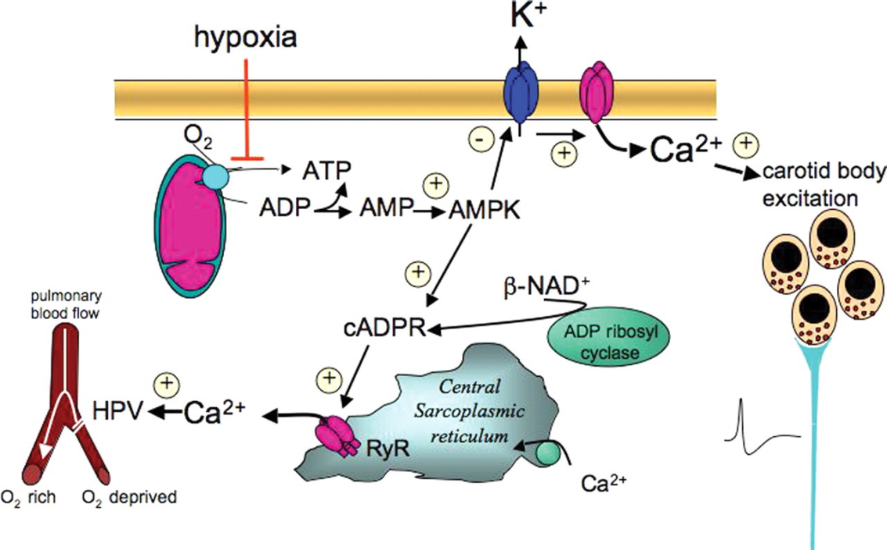 K+
hypoxia
O2
ATP
-
+
Ca2+
+
carotid body
excitation
ADP
AMP
+
AMPK
+
β-NAD+
pulmonary
blood flow
cADPR
ADP ribosyl
cyclase
+
Central
Sarcoplasmic
reticulum
+
HPV
Ca2+
RyR
Ca2+
O2 rich
O2 deprived